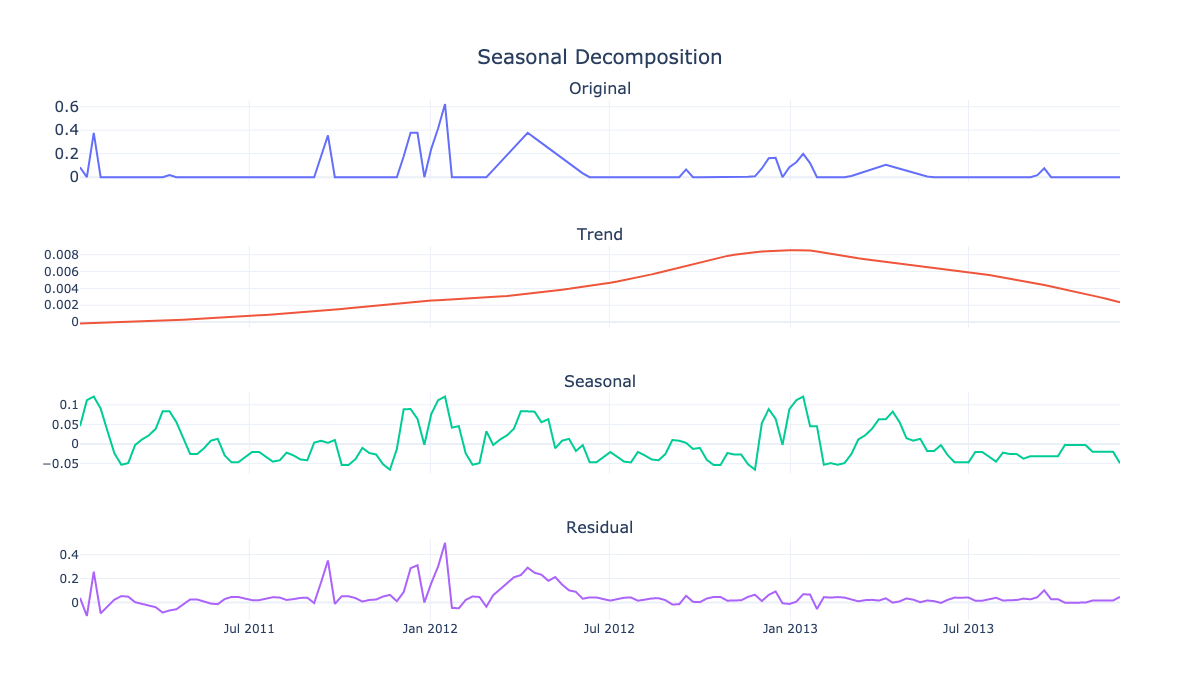 Seasonal Decomposition
Original
0.6
0.4
0.2
0
Trend
0.008
0.006
0.004
0.002
0
Seasonal
0.1
0.05
0
−0.05
Residual
0.4
0.2
0
Jul 2011 Jan 2012 Jul 2012 Jan 2013 Jul 2013